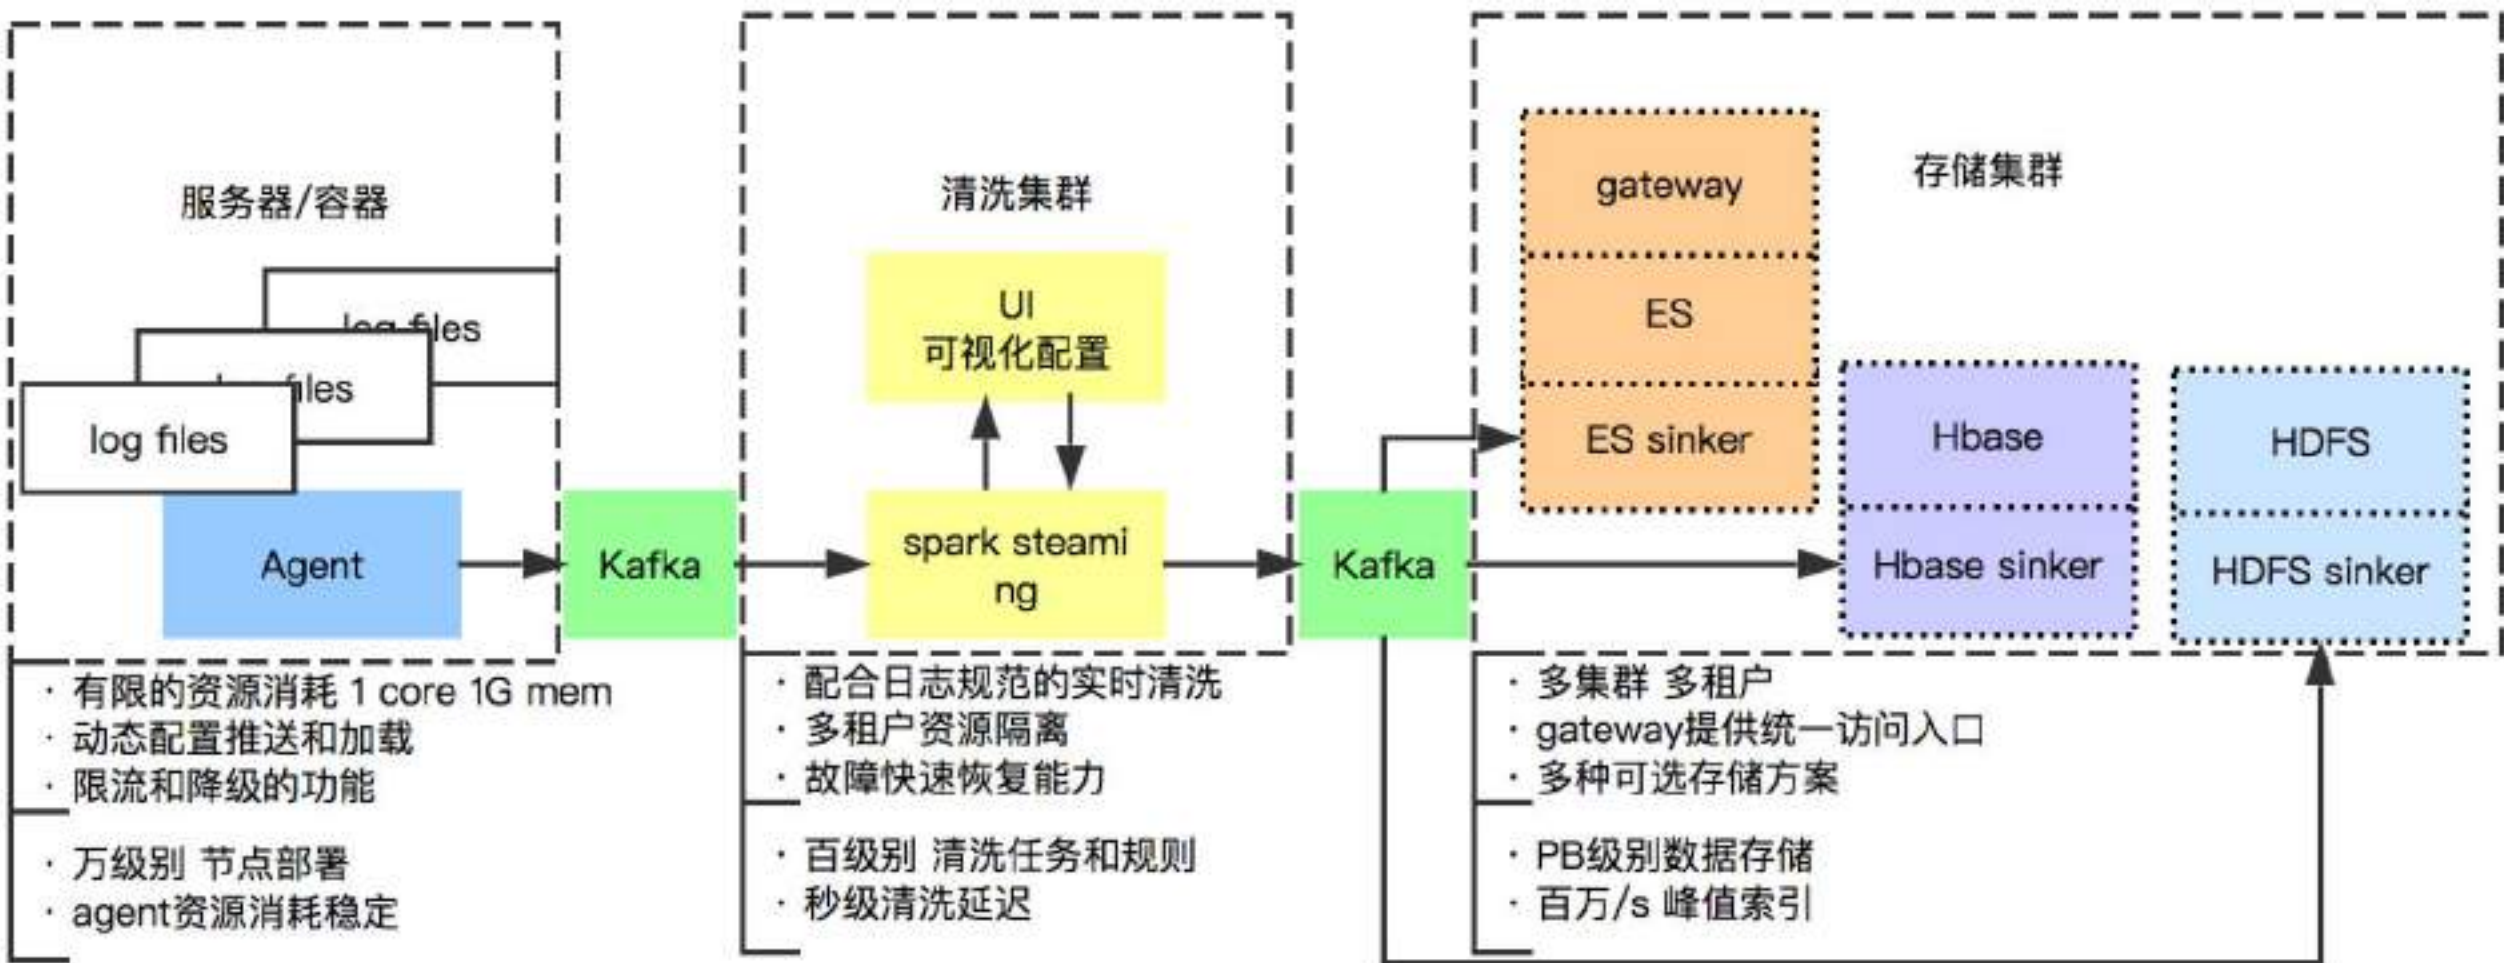 服务器/容器
log files
files
log files
Agent
有限的资源消耗 1 core 1G mem
动态配置推送和加载
限流和降级的功能
万级别 节点部署
agent资源消耗稳定
Kafka
清洗集群
UI
可视化配置
spark steami
ng
配合日志规范的实时清洗
多租户资源隔离
故障快速恢复能力
百级别 清洗任务和规则
秒级清洗延迟
Kafka
存储集群
gateway
ES
ES sinker
Hbase
Hbase sinker
HDFS
HDFS sinker
多集群 多租户
gateway提供统一访问入口
多种可选存储方案
PB级别数据存储
百万/s 峰值索引